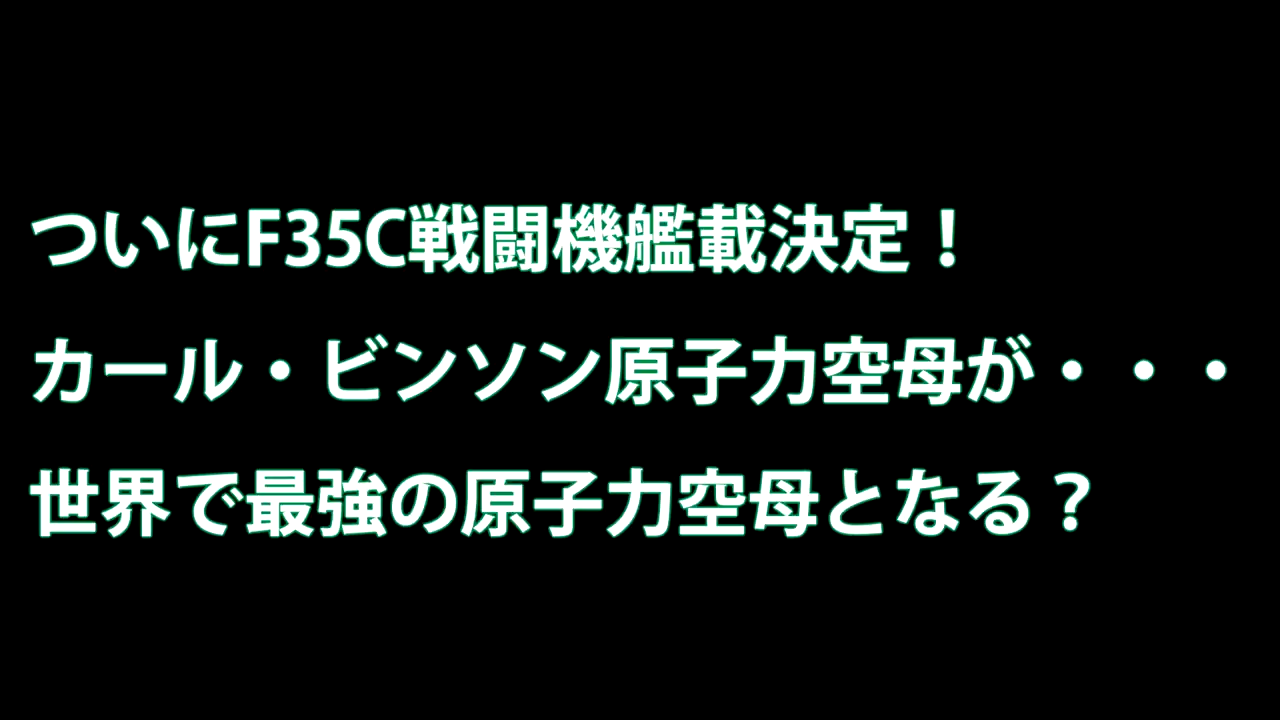 ついにF35C戦闘機艦載決定！
カール・ビンソン原子力空母が・・・
世界で最強の原子力空母となる？